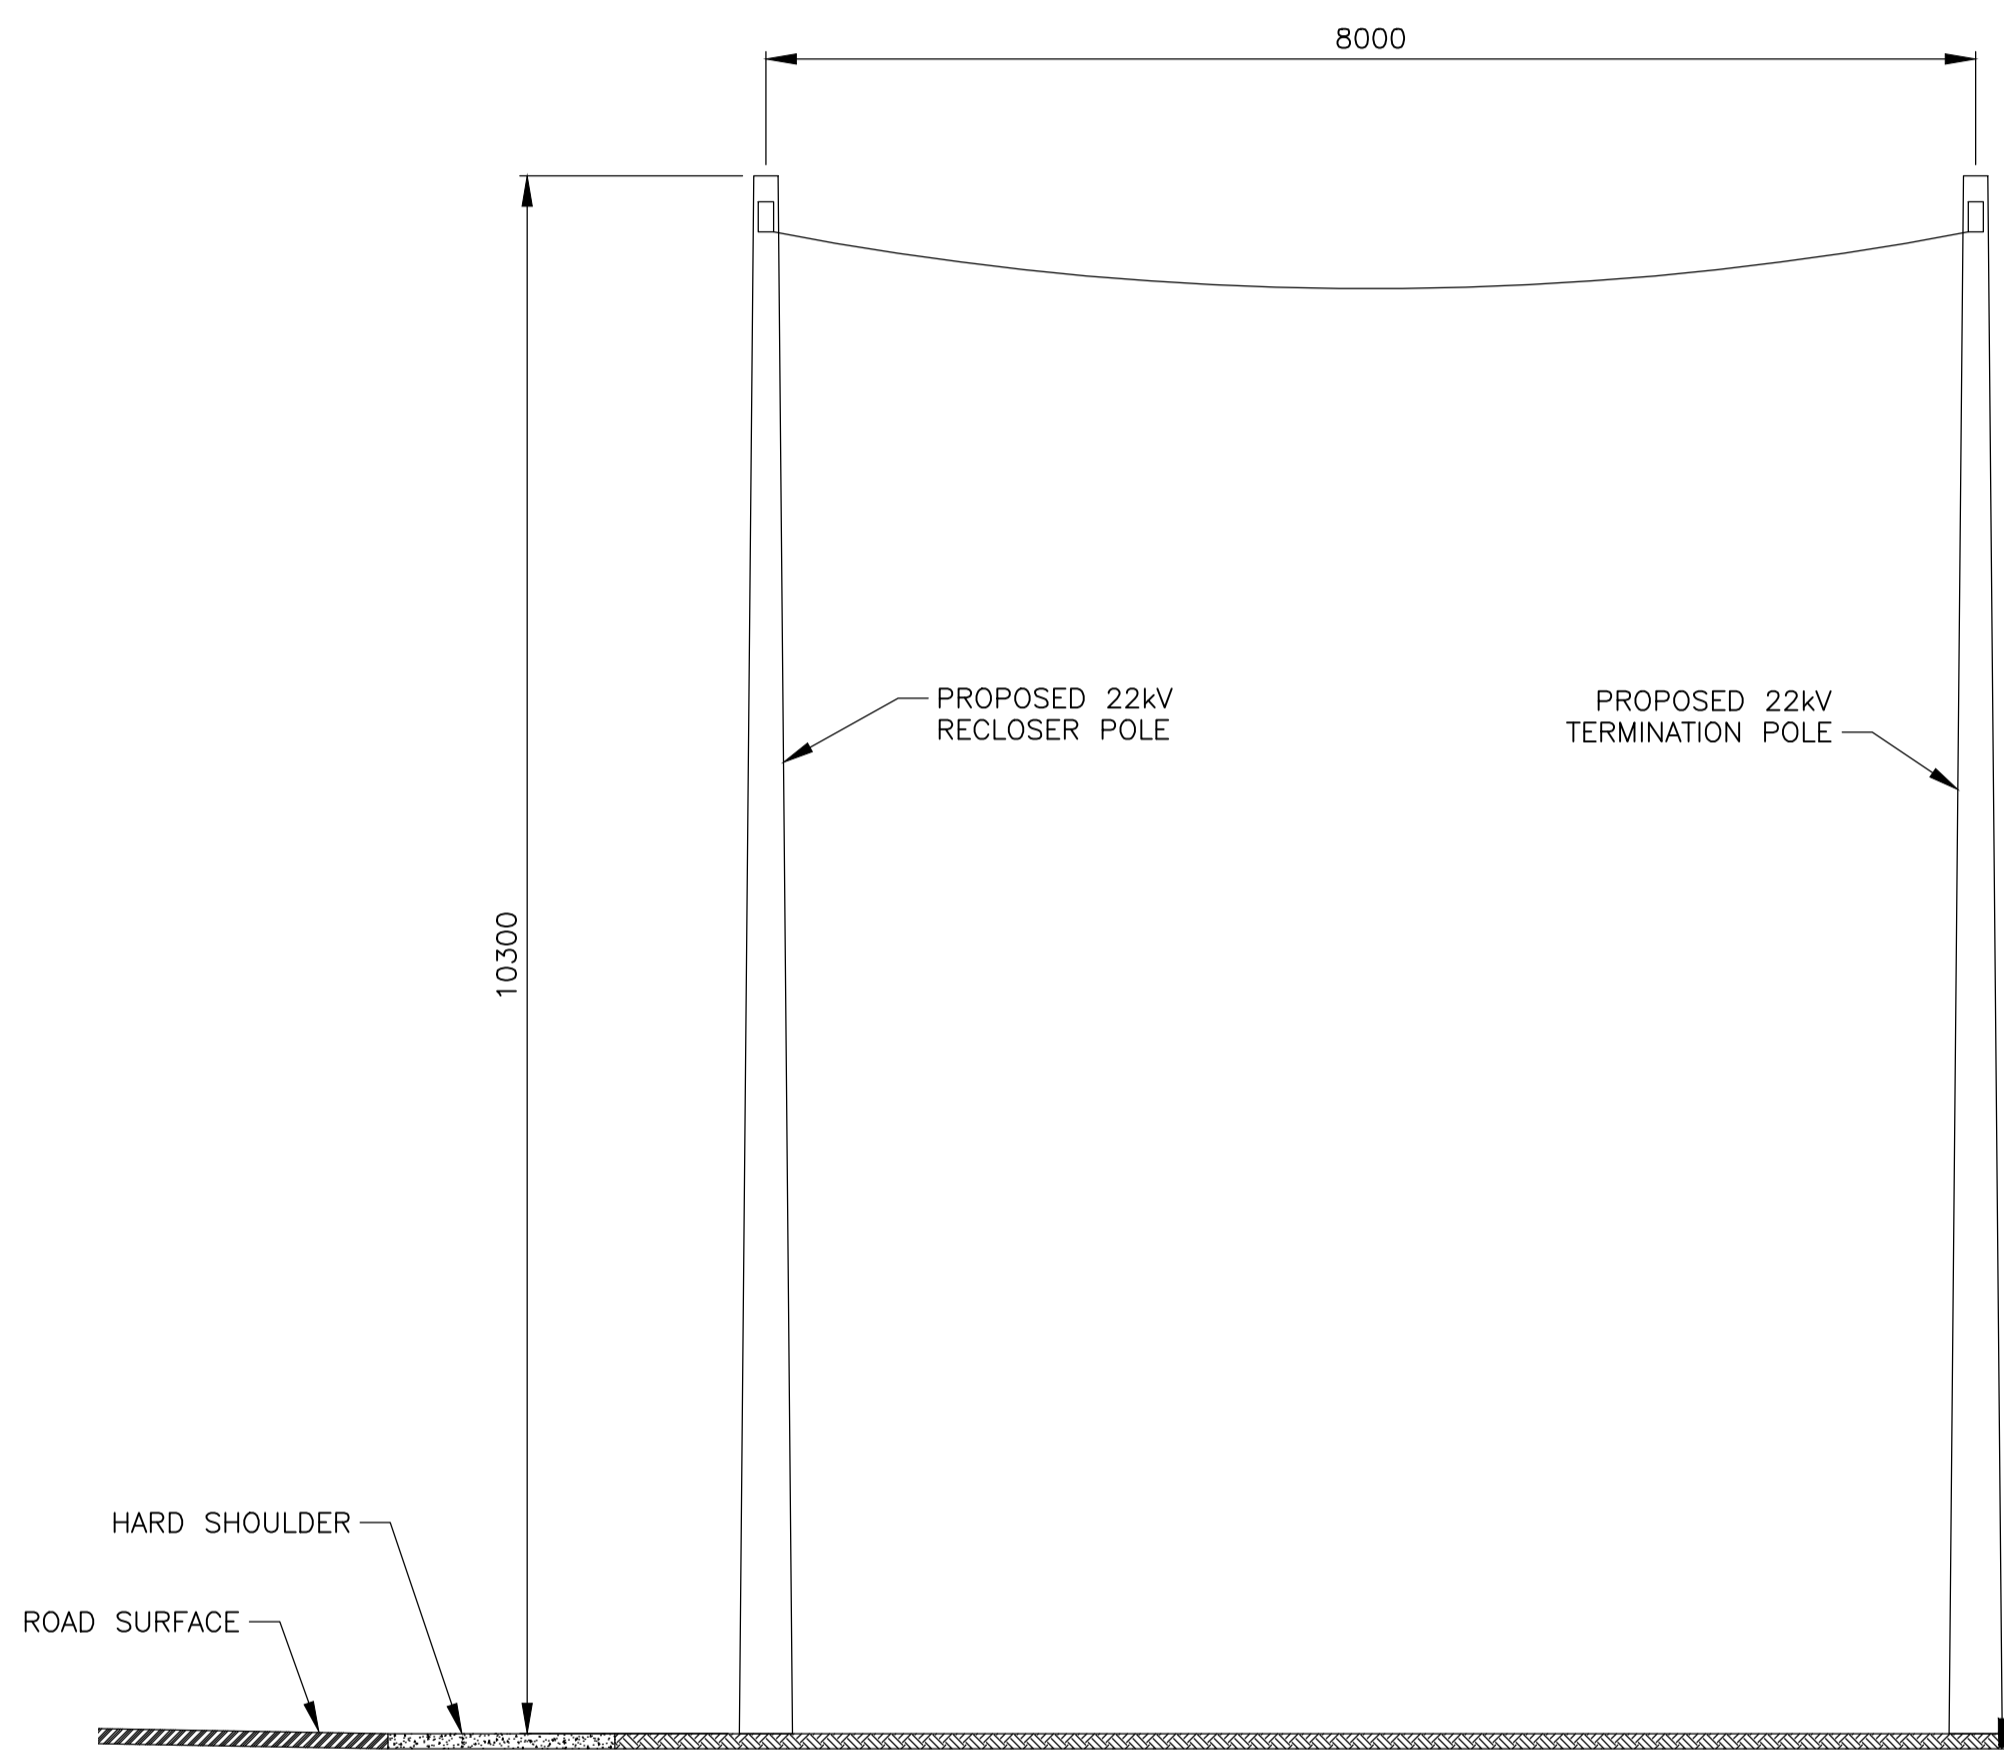 8000
PROPOSED 22kV
RECLOSER POLE
PROPOSED 22kV
TERMINATION POLE
10300
HARD SHOULDER
ROAD SURFACE